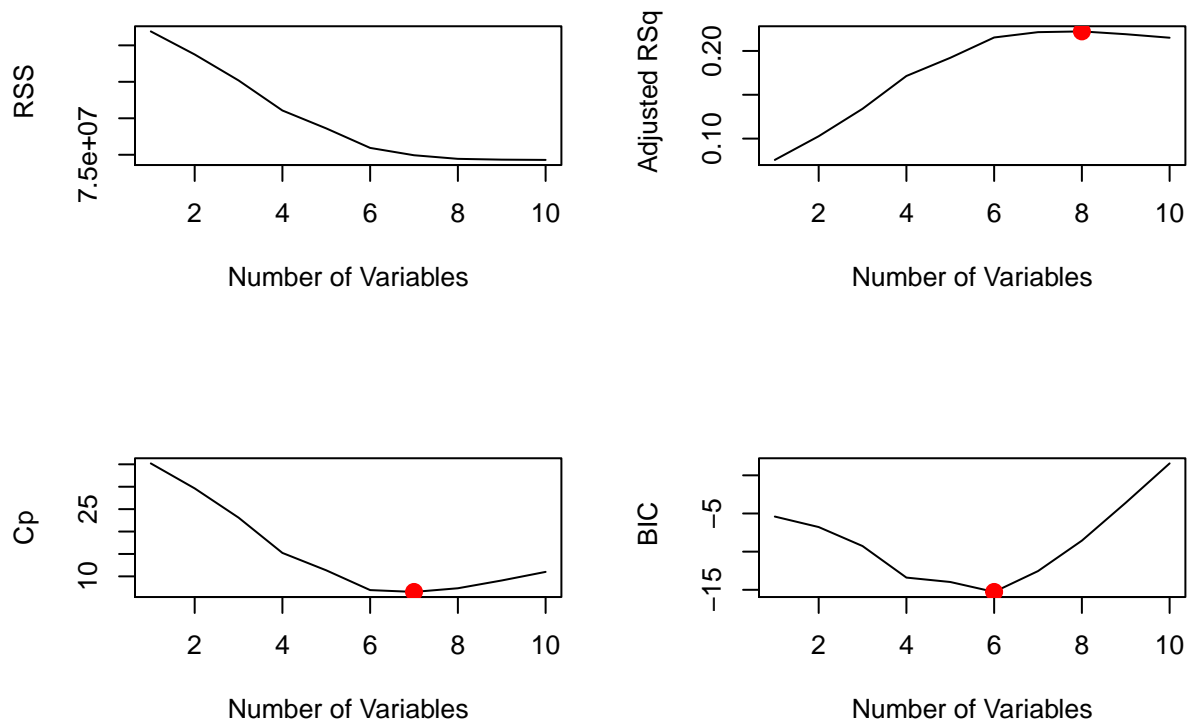 RSS
7.5e+07
2 4 6 8 10
Number of Variables
Adjusted RSq
0.10 0.20
2 4 6 8 10
Number of Variables
Cp
10 25
2 4 6 8 10
Number of Variables
BIC
−15 −5
2 4 6 8 10
Number of Variables